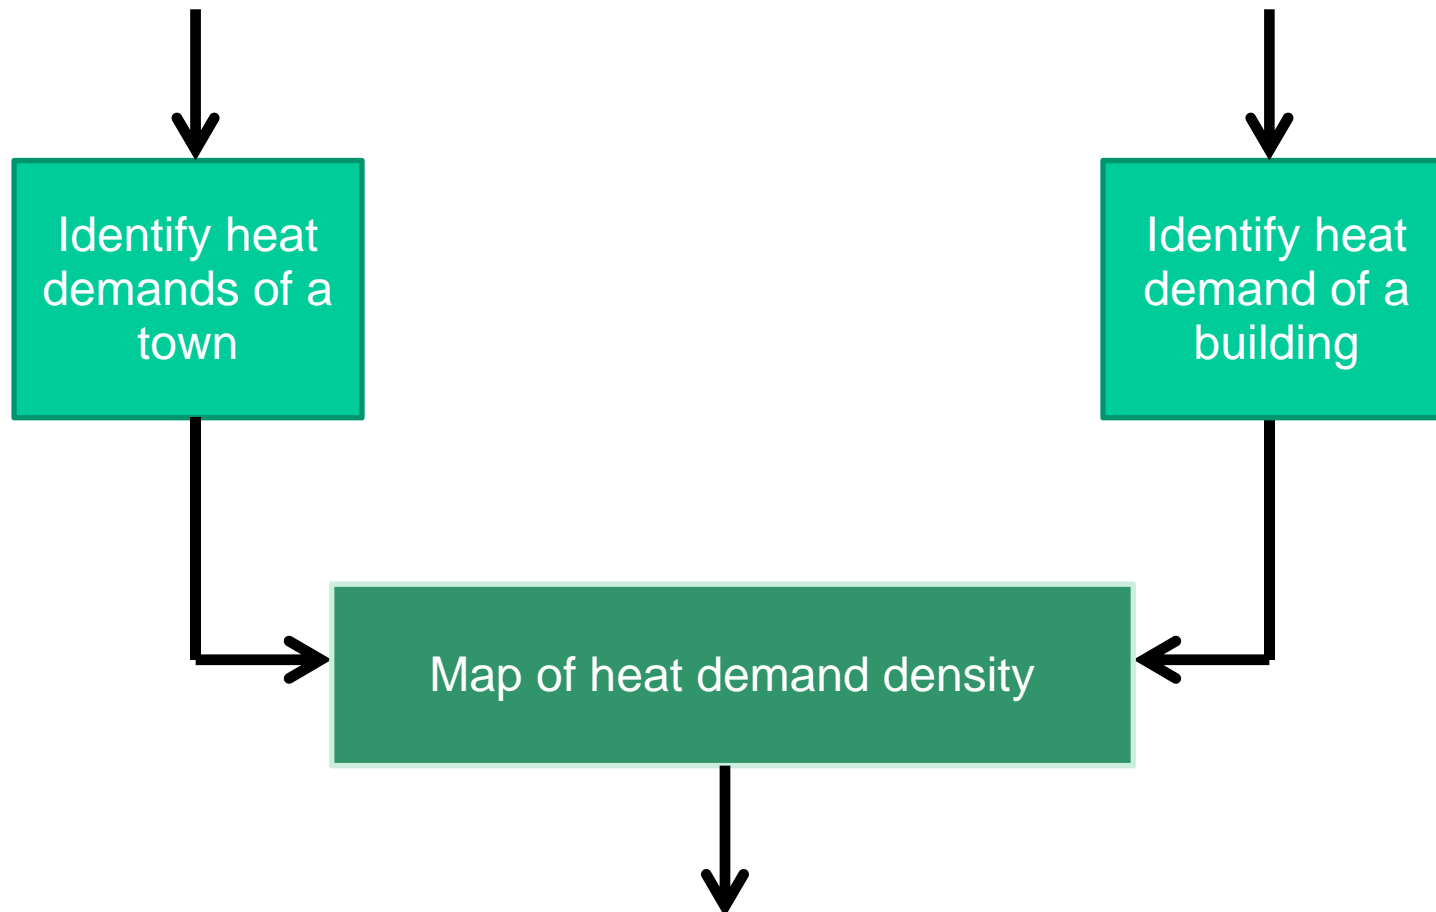 Identify heat
demands of a
town
Identify heat
demand of a
building
Map of heat demand density